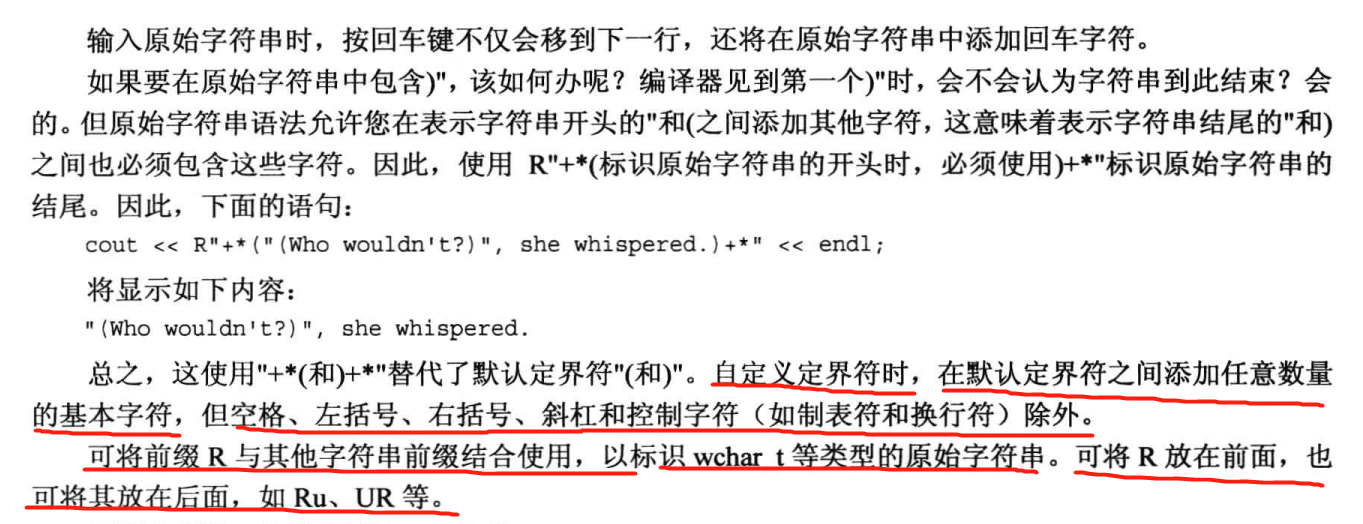 输入原始字符串时，按回车键不仅会移到下一行，还将在原始字符串中添加回车字符。
如果要在原始字符串中包含)"，该如何办呢？编译器见到第一个)"时，会不会认为字符串到此结束？会
的。但原始字符串语法允许您在表示字符串开头的"和(之间添加其他字符，这意味着表示字符串结尾的"和)
之间也必须包含这些字符。因此，使用 R"+*(标识原始字符串的开头时，必须使用)+*"标识原始字符串的
结尾。因此，下面的语句：
cout << R"+*("(Who wouldn't?)", she whispered.)+*" << endl;
将显示如下内容：
"(Who wouldn't?)", she whispered.
总之，这使用"+*(和)+*"替代了默认定界符"(和)"。自定义定界符时，在默认定界符之间添加任意数量
的基本字符，但空格、左括号、右括号、斜杠和控制字符（如制表符和换行符）除外。
可将前缀 R 与其他字符串前缀结合使用，以标识 wchar_t 等类型的原始字符串。可将 R 放在前面，也
可将其放在后面，如 Ru、UR 等。